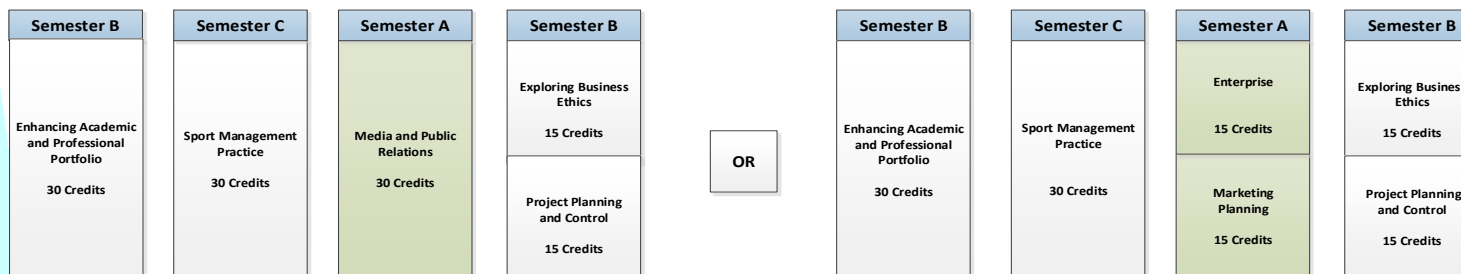 Semester B
Enhancing Academic
and Professional
Portfolio
30 Credits
Semester C
Sport Management
Practice
30 Credits
Semester A
Media and Public
Relations
30 Credits
Semester B
Exploring Business
Ethics
15 Credits
Project Planning
and Control
15 Credits
OR
Semester B
Enhancing Academic
and Professional
Portfolio
30 Credits
Semester C
Sport Management
Practice
30 Credits
Semester A
Enterprise
15 Credits
Marketing
Planning
15 Credits
Semester B
Exploring Busine
Ethics
15 Credits
Project Planning
and Control
15 Credits